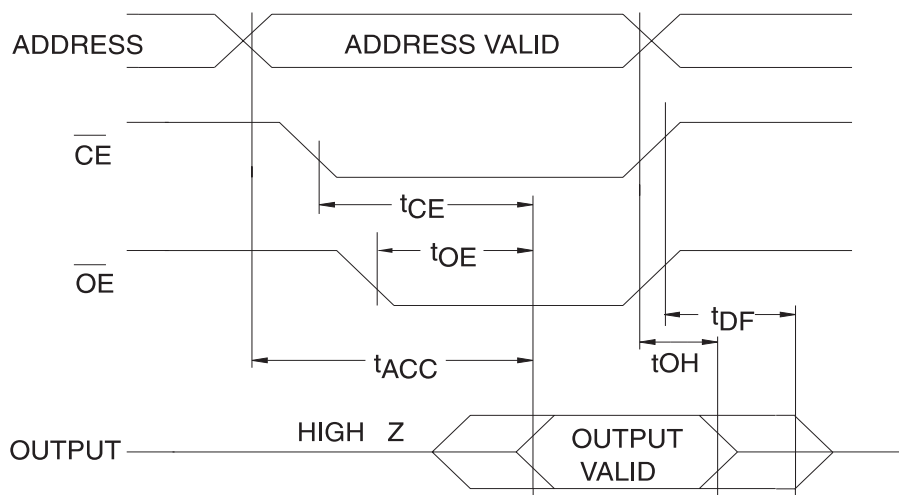 ADDRESS
ADDRESS VALID
CE
tCE
tOE
OE
tDF
tACC
tOH
HIGH Z
OUTPUT
OUTPUT
VALID